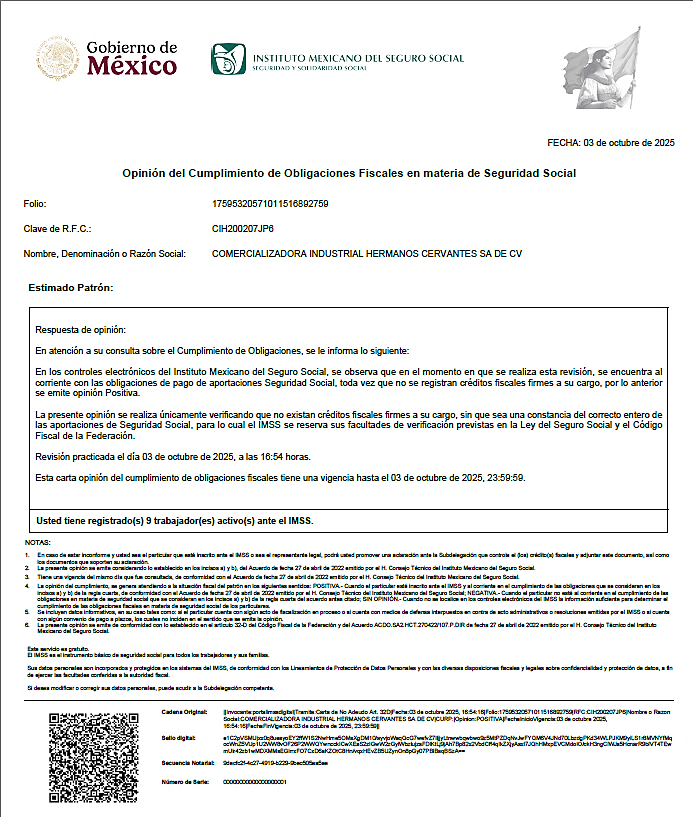 Gobierno de
México
INSTITUTO MEXICANO DEL SEGURO SOCIAL
SEGURIDAD Y SOLIDARIDAD SOCIAL
FECHA: 03 de octubre de 2025
Opinión del Cumplimiento de Obligaciones Fiscales en materia de Seguridad Social
Folio: 17595320571011516892759
Clave de R.F.C.: CIH200207JP6
Nombre, Denominación o Razón Social: COMERCIALIZADORA INDUSTRIAL HERMANOS CERVANTES SA DE CV
Estimado Patrón:
Respuesta de opinión:
En atención a su consulta sobre el Cumplimiento de Obligaciones, se le informa lo siguiente:
En los controles electrónicos del Instituto Mexicano del Seguro Social, se observa que en el momento en que se realiza esta revisión, se encuentra al
corriente con las obligaciones de pago de aportaciones Seguridad Social, toda vez que no se registran créditos fiscales firmes a su cargo, por lo anterior
se emite opinión Positiva.
La presente opinión se realiza únicamente verificando que no existan créditos fiscales firmes a su cargo, sin que sea una constancia del correcto entero de
las aportaciones de Seguridad Social, para lo cual el IMSS se reserva sus facultades de verificación previstas en la Ley del Seguro Social y el Código
Fiscal de la Federación.
Revisión practicada el día 03 de octubre de 2025, a las 16:54 horas.
Esta carta opinión del cumplimiento de obligaciones fiscales tiene una vigencia hasta el 03 de octubre de 2025, 23:59:59.
Usted tiene registrado(s) 9 trabajador(es) activo(s) ante el IMSS.
NOTAS:
1. En caso de estar inconforme y usted sea el particular que esté inscrito ante el IMSS o sea el representante legal, podrá usted promover una aclaración ante la Subdelegación que controla el (los) crédito(s) fiscales y adjuntar este documento, así como
los documentos que soporten su aclaración.
2. La presente opinión se emite considerando lo establecido en los incisos a) y b), del Acuerdo de fecha 27 de abril de 2022 emitido por el H. Consejo Técnico del Instituto Mexicano del Seguro Social.
3. Tiene una vigencia del mismo día que fue consultada, de conformidad con el Acuerdo de fecha 27 de abril de 2022 emitido por el H. Consejo Técnico del Instituto Mexicano del Seguro Social.
4. La opinión del cumplimiento, se genera atendiendo a la situación fiscal del patrón en los siguientes sentidos: POSITIVA.- Cuando el particular esté inscrito ante el IMSS y al corriente en el cumplimiento de las obligaciones que se consideran en los
incisos a) y b) de la regla cuarta, de conformidad con el Acuerdo de fecha 27 de abril de 2022 emitido por el H. Consejo Técnico del Instituto Mexicano del Seguro Social; NEGATIVA.- Cuando el particular no esté al corriente en el cumplimiento de las
obligaciones en materia de seguridad social que se consideran en los incisos a) y b) de la regla cuarta del acuerdo antes citado; SIN OPINIÓN.- Cuando no se localice en los controles electrónicos del IMSS la información suficiente para determinar el
cumplimiento de las obligaciones fiscales en materia de seguridad social de los particulares.
5. Se incluyen datos informativos, en su caso tales como: si el particular cuenta con algún acto de fiscalización en proceso o si cuenta con medios de defensa interpuestos en contra de acto administrativos o resoluciones emitidas por el IMSS o si cuenta
con algún convenio de pago a plazos, los cuales no inciden en el sentido que se emita la opinión.
6. La presente opinión se emite de conformidad con lo establecido en el artículo 32-D del Código Fiscal de la Federación y del Acuerdo ACDO.SA2.HCT.270422/107.P.DIR de fecha 27 de abril de 2022 emitido por el H. Consejo Técnico del Instituto
Mexicano del Seguro Social.
Este servicio es gratuito.
El IMSS es el instrumento básico de seguridad social para todos los trabajadores y sus familias.
Sus datos personales son incorporados y protegidos en los sistemas del IMSS, de conformidad con los Lineamientos de Protección de Datos Personales y con las diversas disposiciones fiscales y legales sobre confidencialidad y protección de datos, a fin
de ejercer las facultades conferidas a la autoridad fiscal.
Si desea modificar o corregir sus datos personales, puede acudir a la Subdelegación competente.
Cadena Original: ||Invocante:portalimssdigital|Tramite:Carta de No Adeudo Art. 32D|Fecha:03 de octubre de 2025, 16:54:16|Folio:17595320571011516892759|RFC:CIH200207JP6|Nombre o Razon
Social:COMERCIALIZADORA INDUSTRIAL HERMANOS CERVANTES SA DE CV|CURP:|Opinion:POSITIVA|FechaInicioVigencia:03 de octubre de 2025,
16:54:16|FechaFinVigencia:03 de octubre de 2025, 23:59:59||
Sello digital:
Secuencia Notarial:
Número de Serie: 00000000000000000001